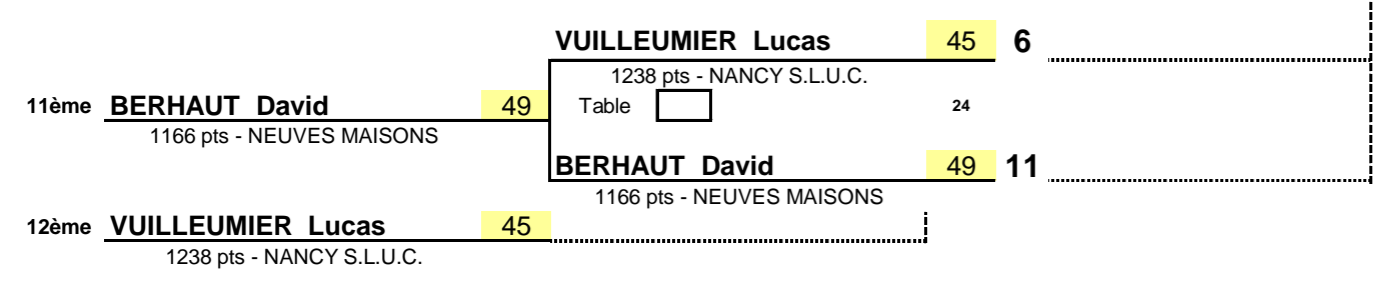 VUILLEUMIER Lucas 45 6
1238 pts - NANCY S.L.U.C.
11ème BERHAUT David 49 Table 24
1166 pts - NEUVES MAISONS
BERHAUT David 49 11
1166 pts - NEUVES MAISONS
12ème VUILLEUMIER Lucas 45
1238 pts - NANCY S.L.U.C.